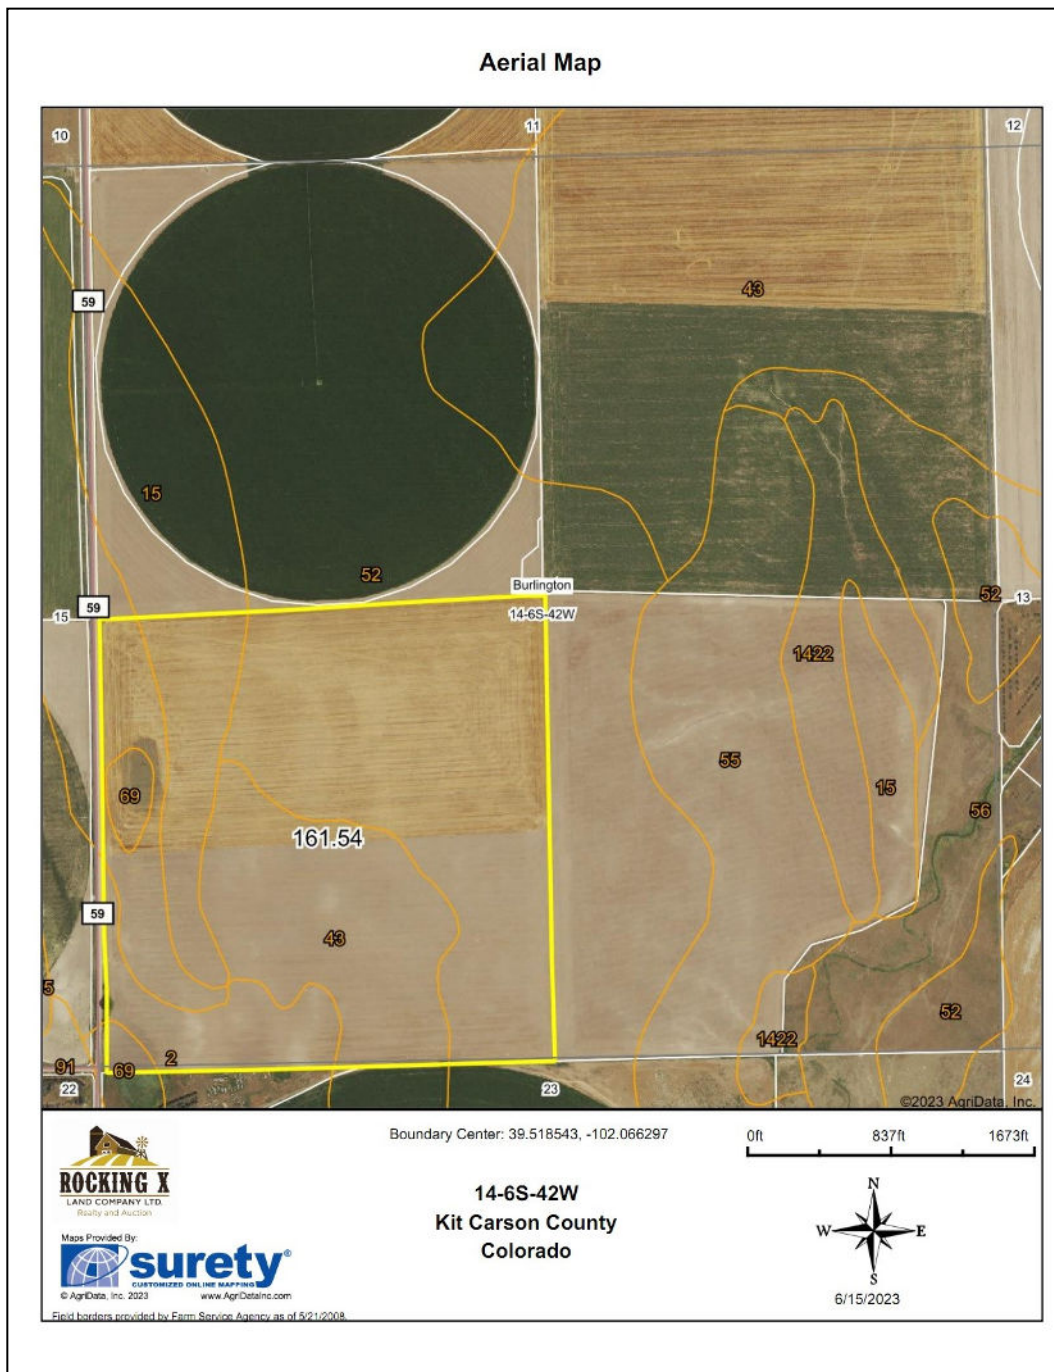 Aerial Map
10
11
12
43
59
15
52
Burlington
59
15
14-6S-42W
52
13
1422
55
69
15
56
161.54
59
43
5
52
1422
91
2
69
22
23
24
©2023 AgriData, Inc.
Boundary Center: 39.518543, -102.066297
0ft 837ft 1673ft
ROCKING X
LAND COMPANY LTD.
Realty and Auction
14-6S-42W
Kit Carson County
Colorado
N
W E
S
Maps Provided By:
surety®
CUSTOMIZED ONLINE MAPPING
© AgriData, Inc. 2023 www.AgriDataInc.com
6/15/2023
Field borders provided by Farm Service Agency as of 5/21/2008.